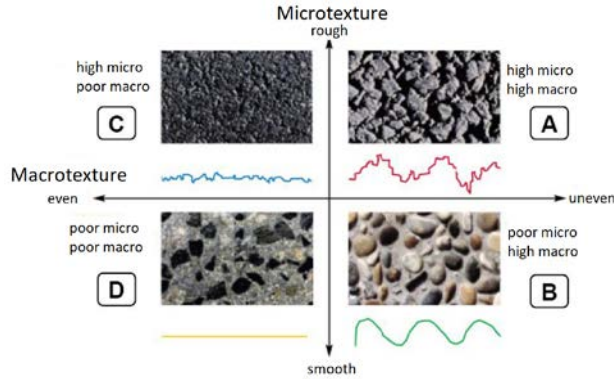 Microtexture
rough
high micro
poor macro
C
high micro
high macro
A
Macrotexture
even
uneven
poor micro
poor macro
D
poor micro
high macro
B
smooth